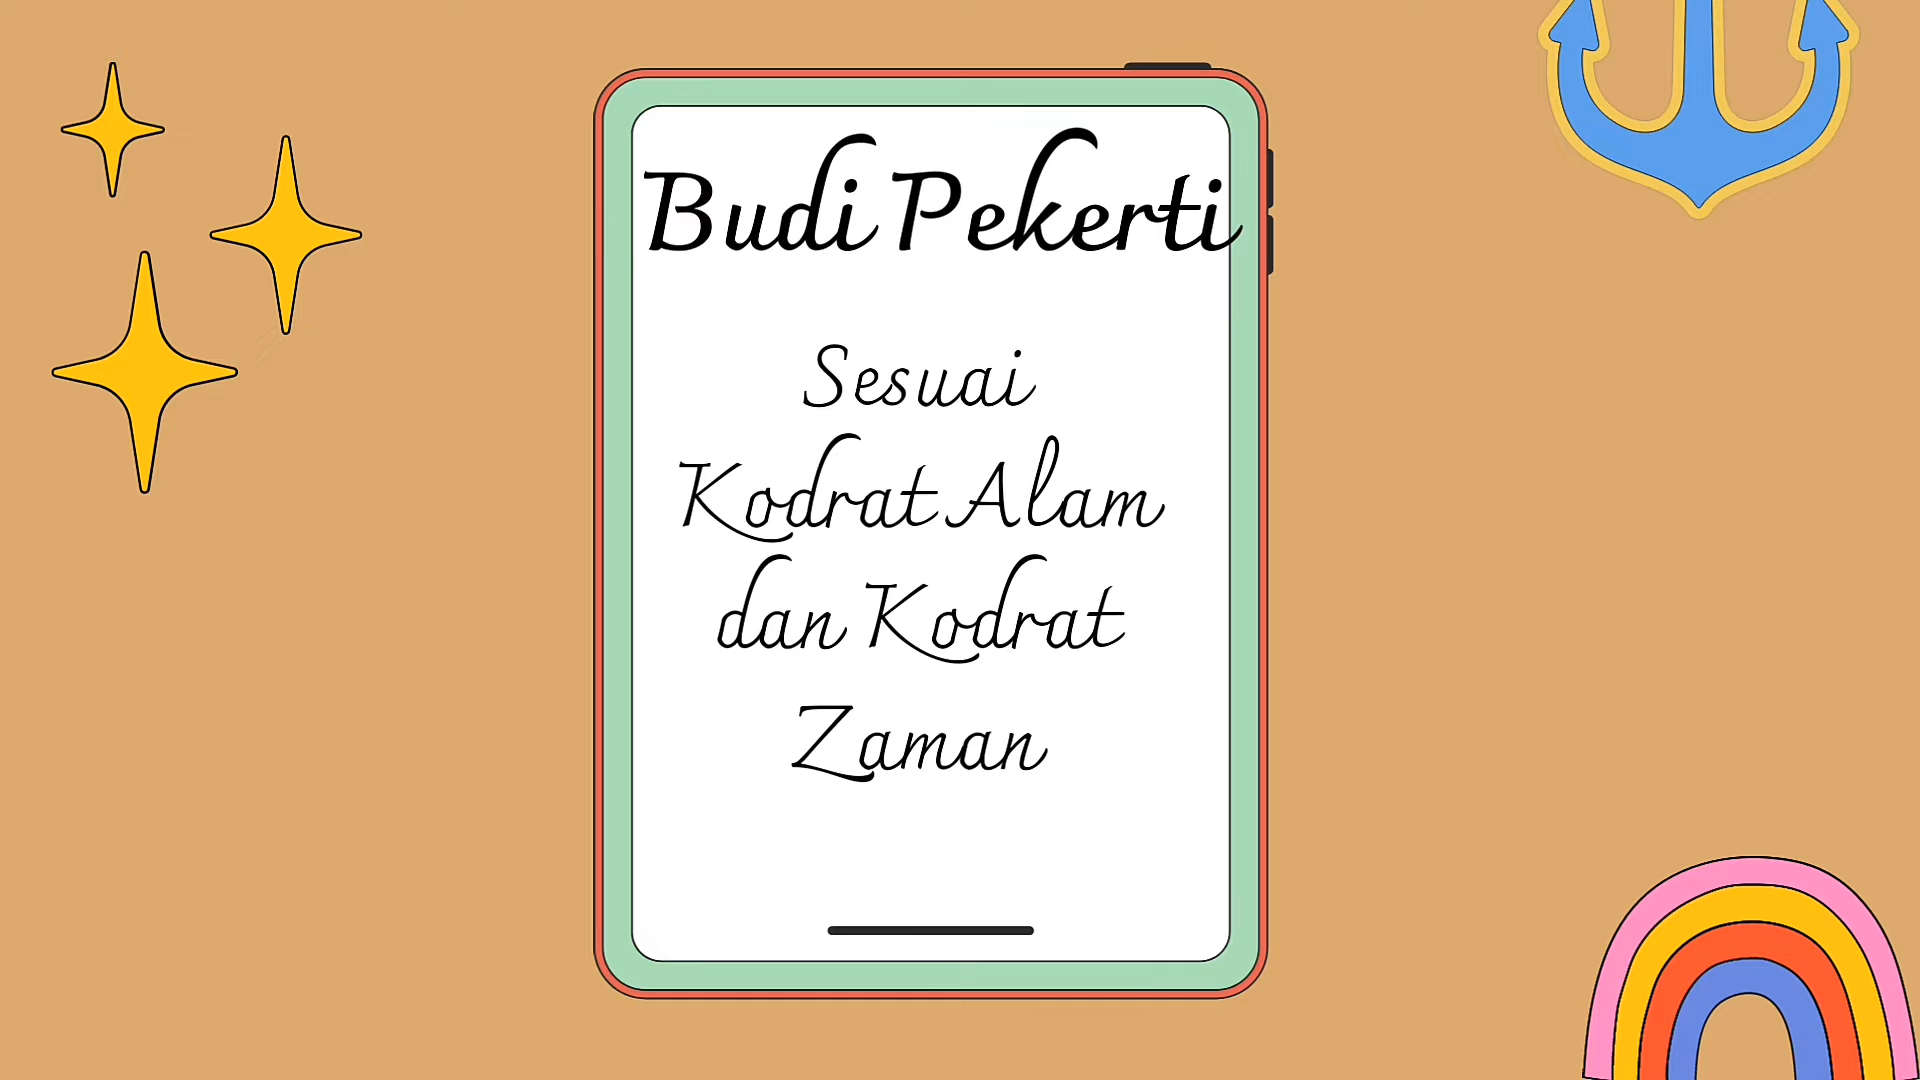 Budi Pekerti
Sesuai
Kodrat Alam
dan Kodrat
Zaman